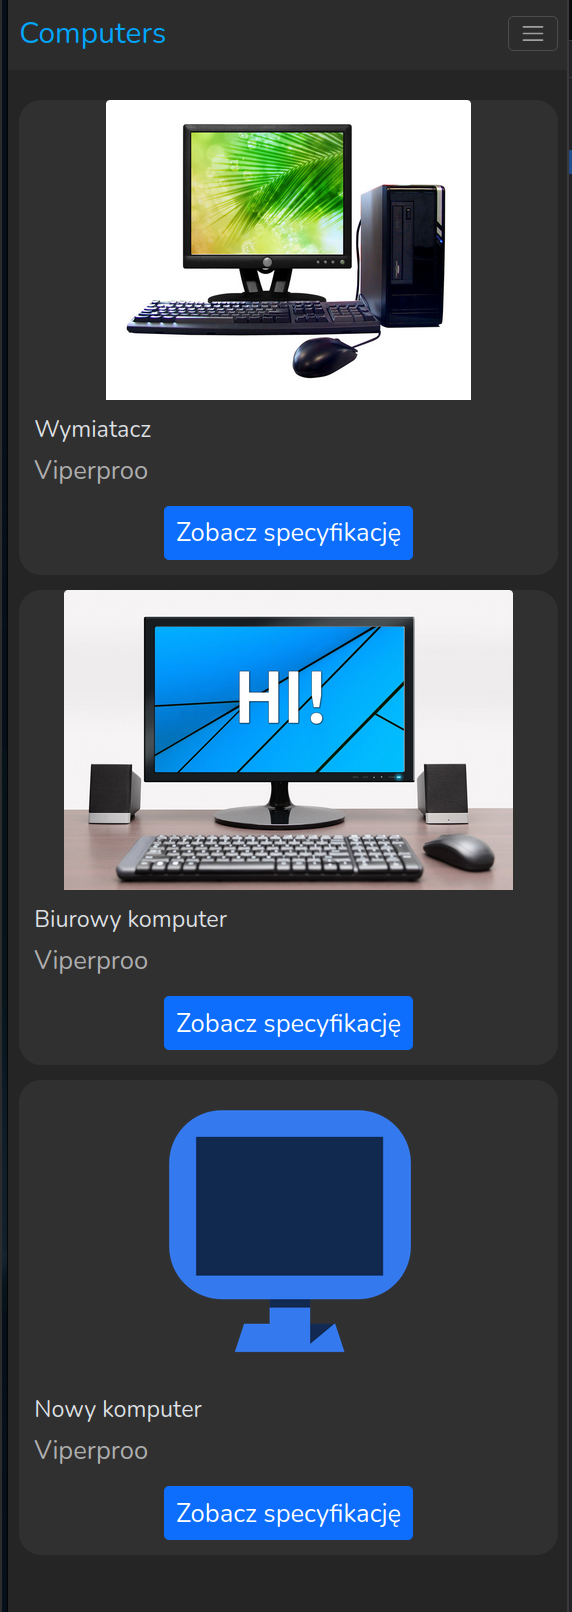 Computers
Wymiatacz
Viperproo
Zobacz specyfikację
HI!
Biurowy komputer
Viperproo
Zobacz specyfikację
Nowy komputer
Viperproo
Zobacz specyfikację